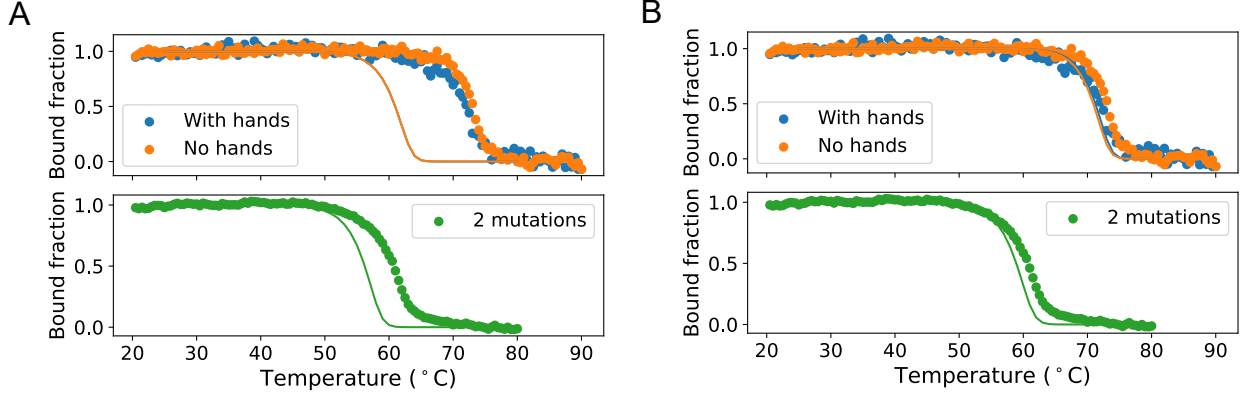 A
Bound fraction
1.0
0.5
0.0
With hands
No hands
Bound fraction
1.0
0.5
0.0
2 mutations
20 30 40 50 60 70 80 90
Temperature (°C)
B
Bound fraction
1.0
0.5
0.0
With hands
No hands
Bound fraction
1.0
0.5
0.0
2 mutations
20 30 40 50 60 70 80 90
Temperature (°C)